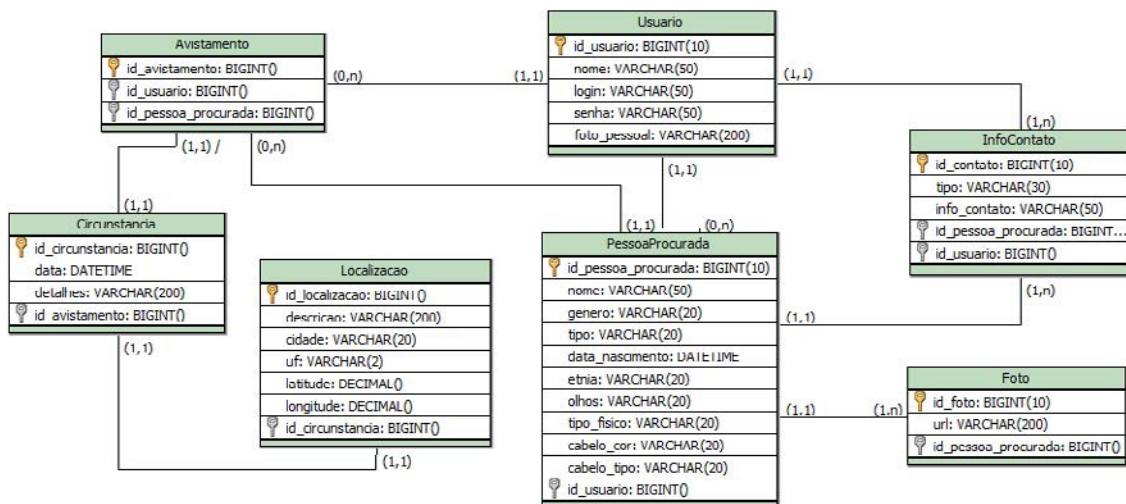 Avistamento
id_avistamento: BIGINT()
id_usuario: BIGINT()
id_pessoa_procurada: BIGINT()
(0,n)
(1,1)
Usuario
id_usuario: BIGINT(10)
nome: VARCHAR(50)
login: VARCHAR(50)
senha: VARCHAR(50)
foto_pessoal: VARCHAR(200)
(1,1)
(1,n)
InfoContato
id_contato: BIGINT(10)
tipo: VARCHAR(30)
info_contato: VARCHAR(50)
id_pessoa_procurada: BIGINT...
id_usuario: BIGINT()
(1,1) /
(0,n)
(1,1)
(1,1)
Circunstancia
id_circunstancia: BIGINT()
data: DATETIME
detalhes: VARCHAR(200)
id_avistamento: BIGINT()
(1,1)
Localizacao
id_localizacao: BIGINT()
descricao: VARCHAR(200)
cidade: VARCHAR(20)
uf: VARCHAR(2)
latitude: DECIMAL()
longitude: DECIMAL()
id_circunstancia: BIGINT()
(1,1)
(1,1)
(0,n)
PessoaProcurada
id_pessoa_procurada: BIGINT(10)
nome: VARCHAR(50)
genero: VARCHAR(20)
tipo: VARCHAR(20)
data_nascimento: DATETIME
etnia: VARCHAR(20)
olhos: VARCHAR(20)
tipo_fisico: VARCHAR(20)
cabelo_cor: VARCHAR(20)
cabelo_tipo: VARCHAR(20)
id_usuario: BIGINT()
(1,n)
(1,1)
(1,1)
(1,n)
Foto
id_foto: BIGINT(10)
url: VARCHAR(200)
id_pessoa_procurada: BIGINT()